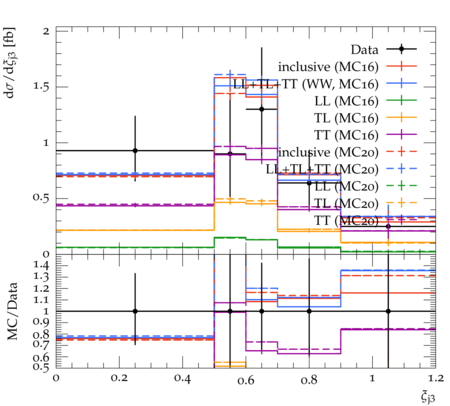 dσ/dξj3 [fb]
2
1.5
1
0.5
0
Data
inclusive (MC16)
LL+TL+TT (WW, MC16)
LL (MC16)
TL (MC16)
TT (MC16)
inclusive (MC20)
LL+TL+TT (MC20)
LL (MC20)
TL (MC20)
TT (MC20)
MC/Data
1.4
1.3
1.2
1.1
1
0.9
0.8
0.7
0.6
0.5
0 0.2 0.4 0.6 0.8 1 1.2
ξj3